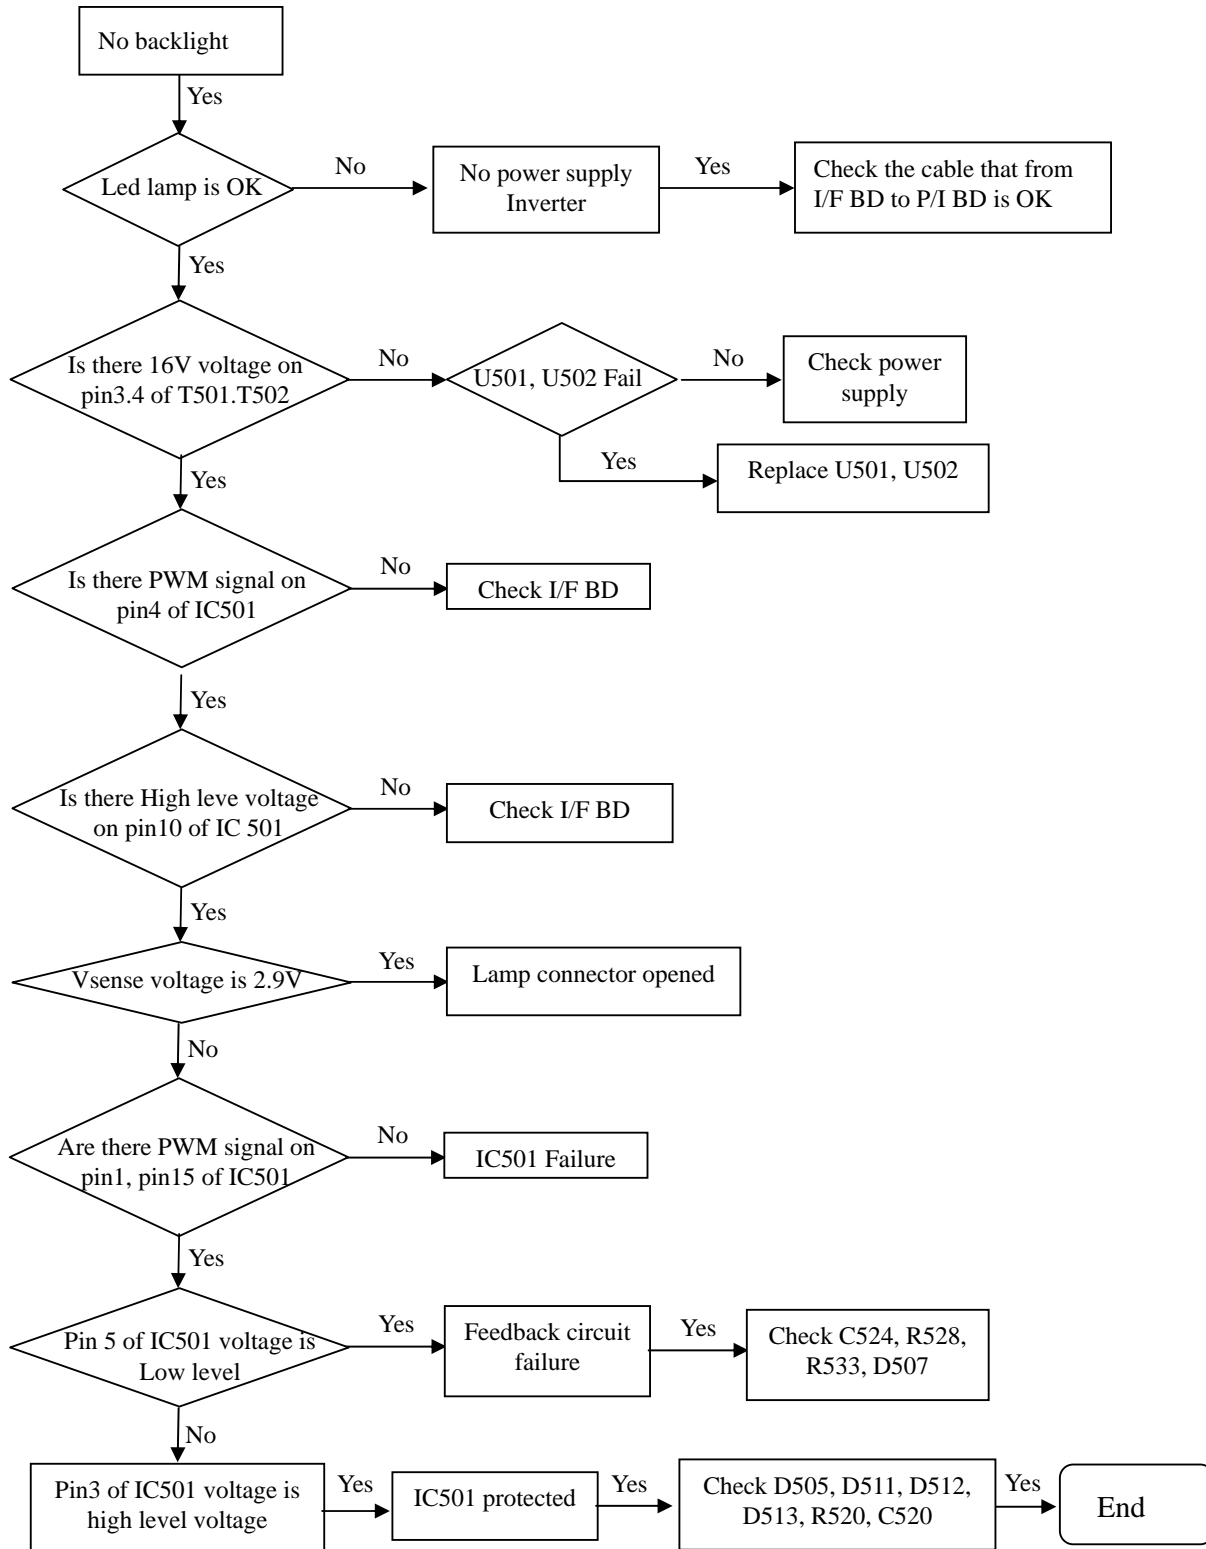 No backlight
Yes
Led lamp is OK
No
No power supply
Inverter
Yes
Check the cable that from
I/F BD to P/I BD is OK
Yes
Is there 16V voltage on
pin3.4 of T501.T502
No
U501, U502 Fail
No
Check power
supply
Yes
Replace U501, U502
Yes
Is there PWM signal on
pin4 of IC501
No
Check I/F BD
Yes
Is there High leve voltage
on pin10 of IC 501
No
Check I/F BD
Yes
Vsense voltage is 2.9V
Yes
Lamp connector opened
No
Are there PWM signal on
pin1, pin15 of IC501
No
IC501 Failure
Yes
Pin 5 of IC501 voltage is
Low level
Yes
Feedback circuit
failure
Yes
Check C524, R528,
R533, D507
No
Pin3 of IC501 voltage is
high level voltage
Yes
IC501 protected
Yes
Check D505, D511, D512,
D513, R520, C520
Yes
End